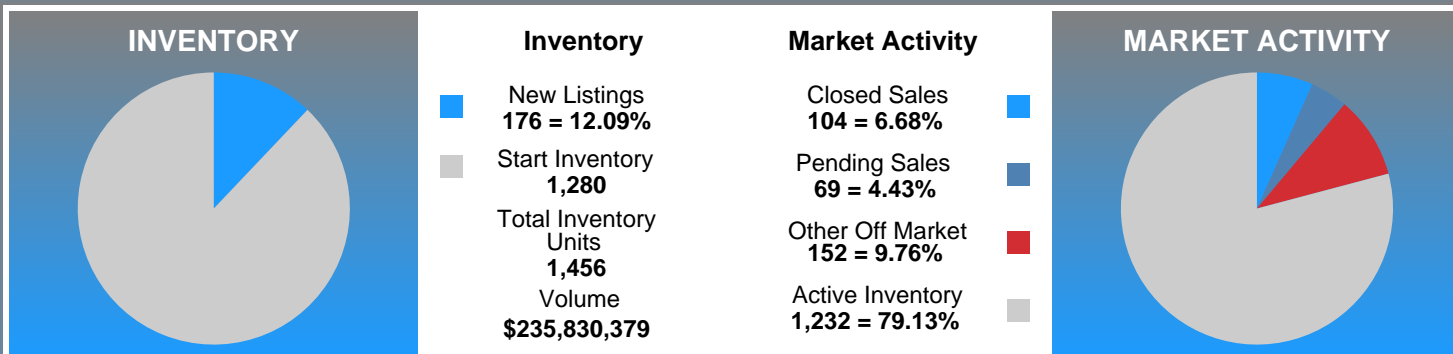 INVENTORY
Inventory
New Listings
176 = 12.09%
Start Inventory
1,280
Total Inventory
Units
1,456
Volume
$235,830,379
Market Activity
Closed Sales
104 = 6.68%
Pending Sales
69 = 4.43%
Other Off Market
152 = 9.76%
Active Inventory
1,232 = 79.13%
MARKET ACTIVITY